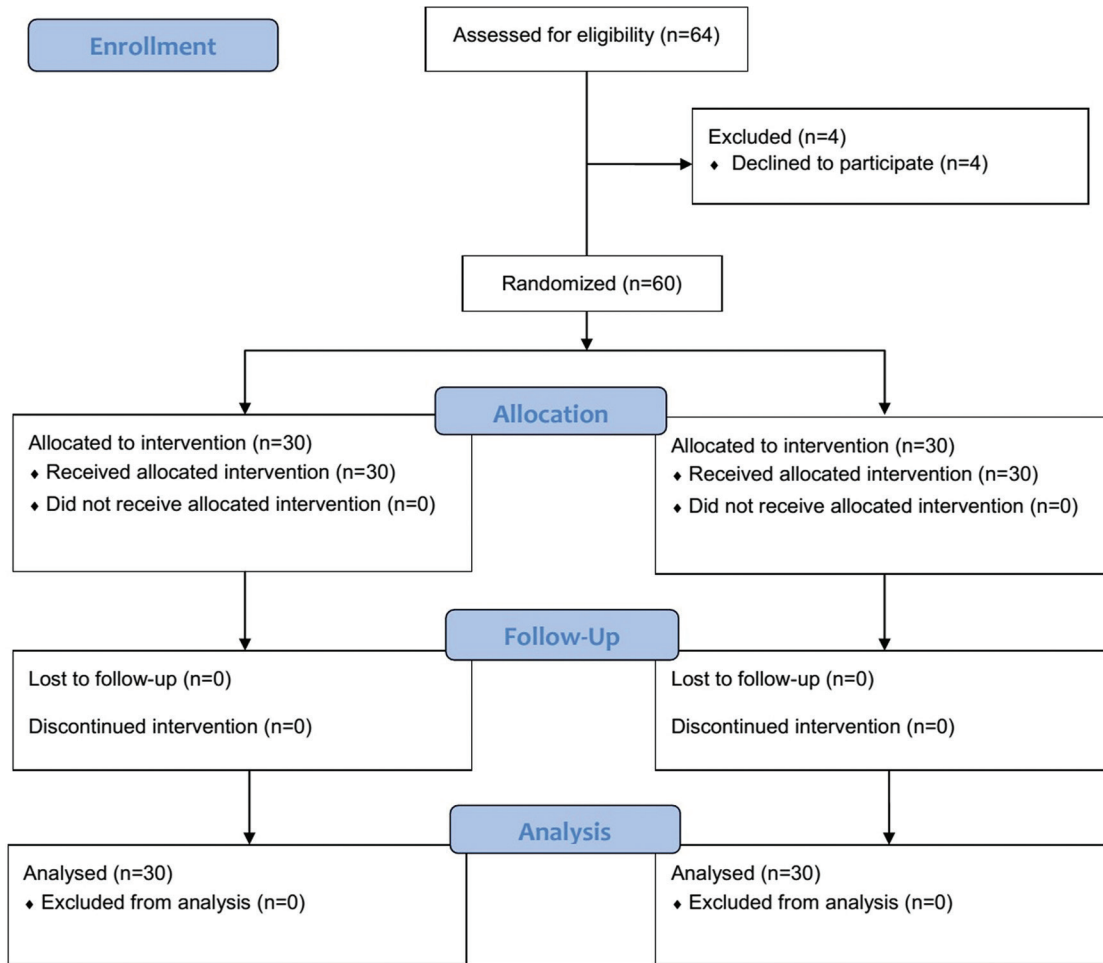 Enrollment
Assessed for eligibility (n=64)
Excluded (n=4)
♦ Declined to participate (n=4)
Randomized (n=60)
Allocation
Allocated to intervention (n=30)
♦ Received allocated intervention (n=30)
♦ Did not receive allocated intervention (n=0)
Allocated to intervention (n=30)
♦ Received allocated intervention (n=30)
♦ Did not receive allocated intervention (n=0)
Follow-Up
Lost to follow-up (n=0)
Discontinued intervention (n=0)
Lost to follow-up (n=0)
Discontinued intervention (n=0)
Analysis
Analysed (n=30)
♦ Excluded from analysis (n=0)
Analysed (n=30)
♦ Excluded from analysis (n=0)